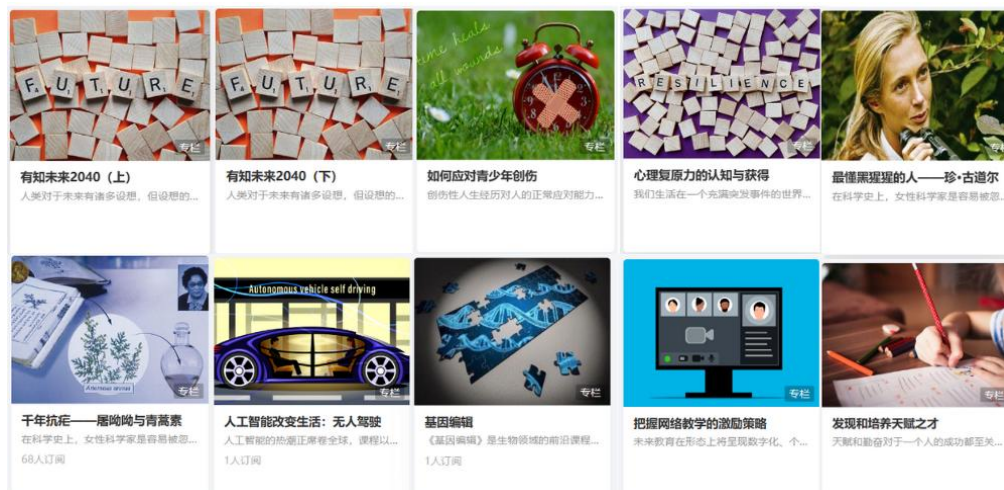 FUTURE
专栏
有知未来2040（上）
人类对于未来有诸多设想，但设想的...
FUTURE
专栏
有知未来2040（下）
人类对于未来有诸多设想，但设想的...
time heals
all wounds
专栏
如何应对青少年创伤
创伤性人生经历对人的正常应对能力...
RESILIENCE
专栏
心理复原力的认知与获得
我们生活在一个充满突发事件的世界...
专栏
最懂黑猩猩的人——珍·古道尔
在科学史上，女性科学家是容易被忽...
专栏
千年抗疟——屠呦呦与青蒿素
在科学史上，女性科学家是容易被忽...
68人订阅
Autonomous vehicle self driving
专栏
人工智能改变生活：无人驾驶
人工智能的热潮正席卷全球，课程以...
1人订阅
专栏
基因编辑
《基因编辑》是生物领域的前沿课程...
1人订阅
专栏
把握网络教学的激励策略
未来教育在形态上将呈现数字化、个...
专栏
发现和培养天赋之才
天赋和勤奋对于一个人的成功都至关...